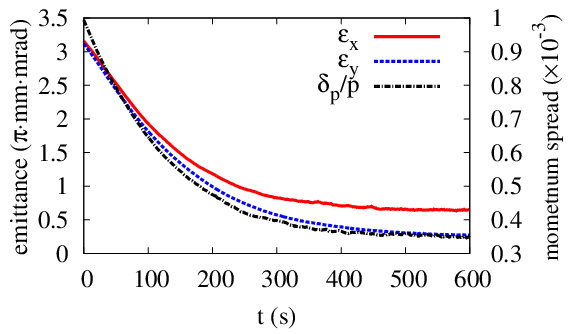 emittance (π·mm·mrad)
3.5
3
2.5
2
1.5
1
0.5
0
εx
εy
δp/p
1
0.9
0.8
0.7
0.6
0.5
0.4
0.3
mometnum spread (×10⁻³)
0 100 200 300 400 500 600
t (s)